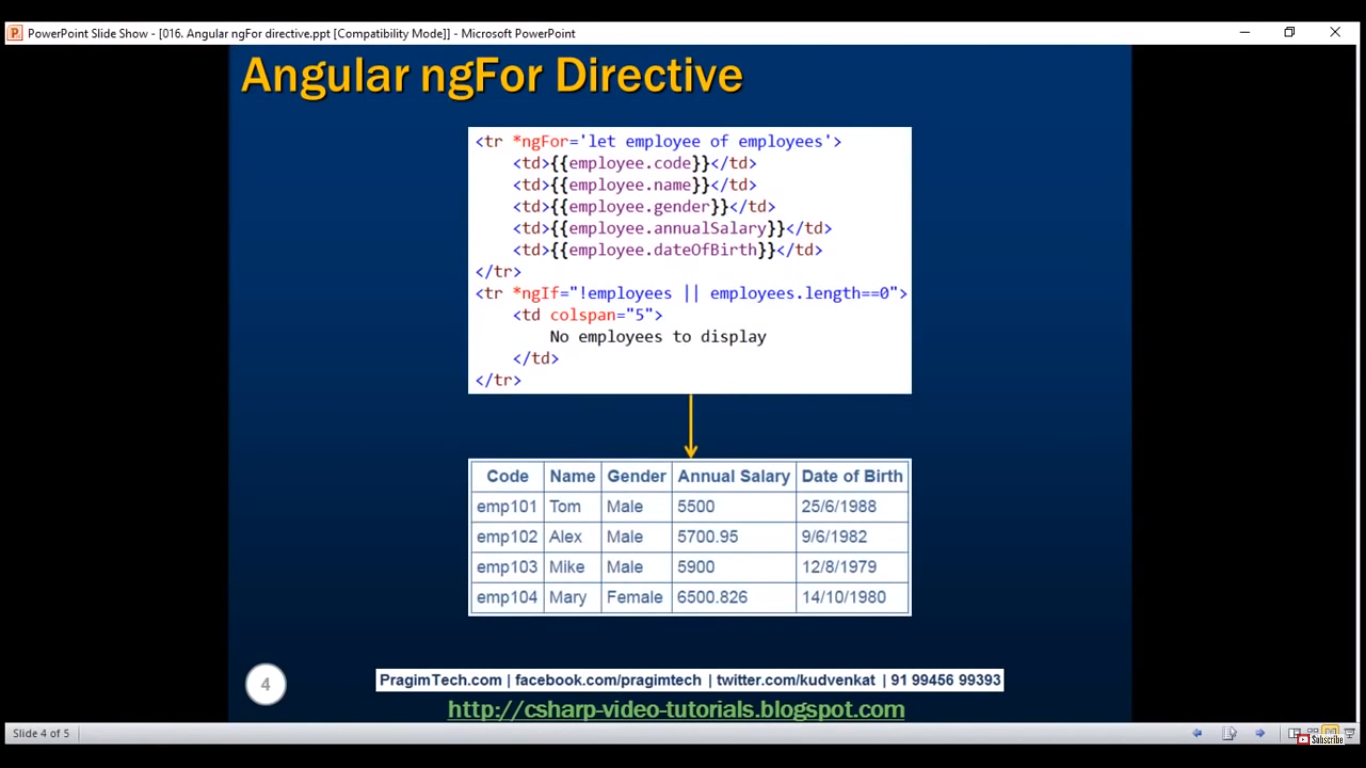 PowerPoint Slide Show - [016. Angular ngFor directive.ppt [Compatibility Mode]] - Microsoft PowerPoint
Angular ngFor Directive
<tr *ngFor='let employee of employees'>
<td>{{employee.code}}</td>
<td>{{employee.name}}</td>
<td>{{employee.gender}}</td>
<td>{{employee.annualSalary}}</td>
<td>{{employee.dateOfBirth}}</td>
</tr>
<tr *ngIf="!employees || employees.length==0">
<td colspan="5">
No employees to display
</td>
</tr>
Code Name Gender Annual Salary Date of Birth
emp101 Tom Male 5500 25/6/1988
emp102 Alex Male 5700.95 9/6/1982
emp103 Mike Male 5900 12/8/1979
emp104 Mary Female 6500.826 14/10/1980
4
PragimTech.com | facebook.com/pragimtech | twitter.com/kudvenkat | 91 99456 99393
http://csharp-video-tutorials.blogspot.com
Slide 4 of 5
Subscribe